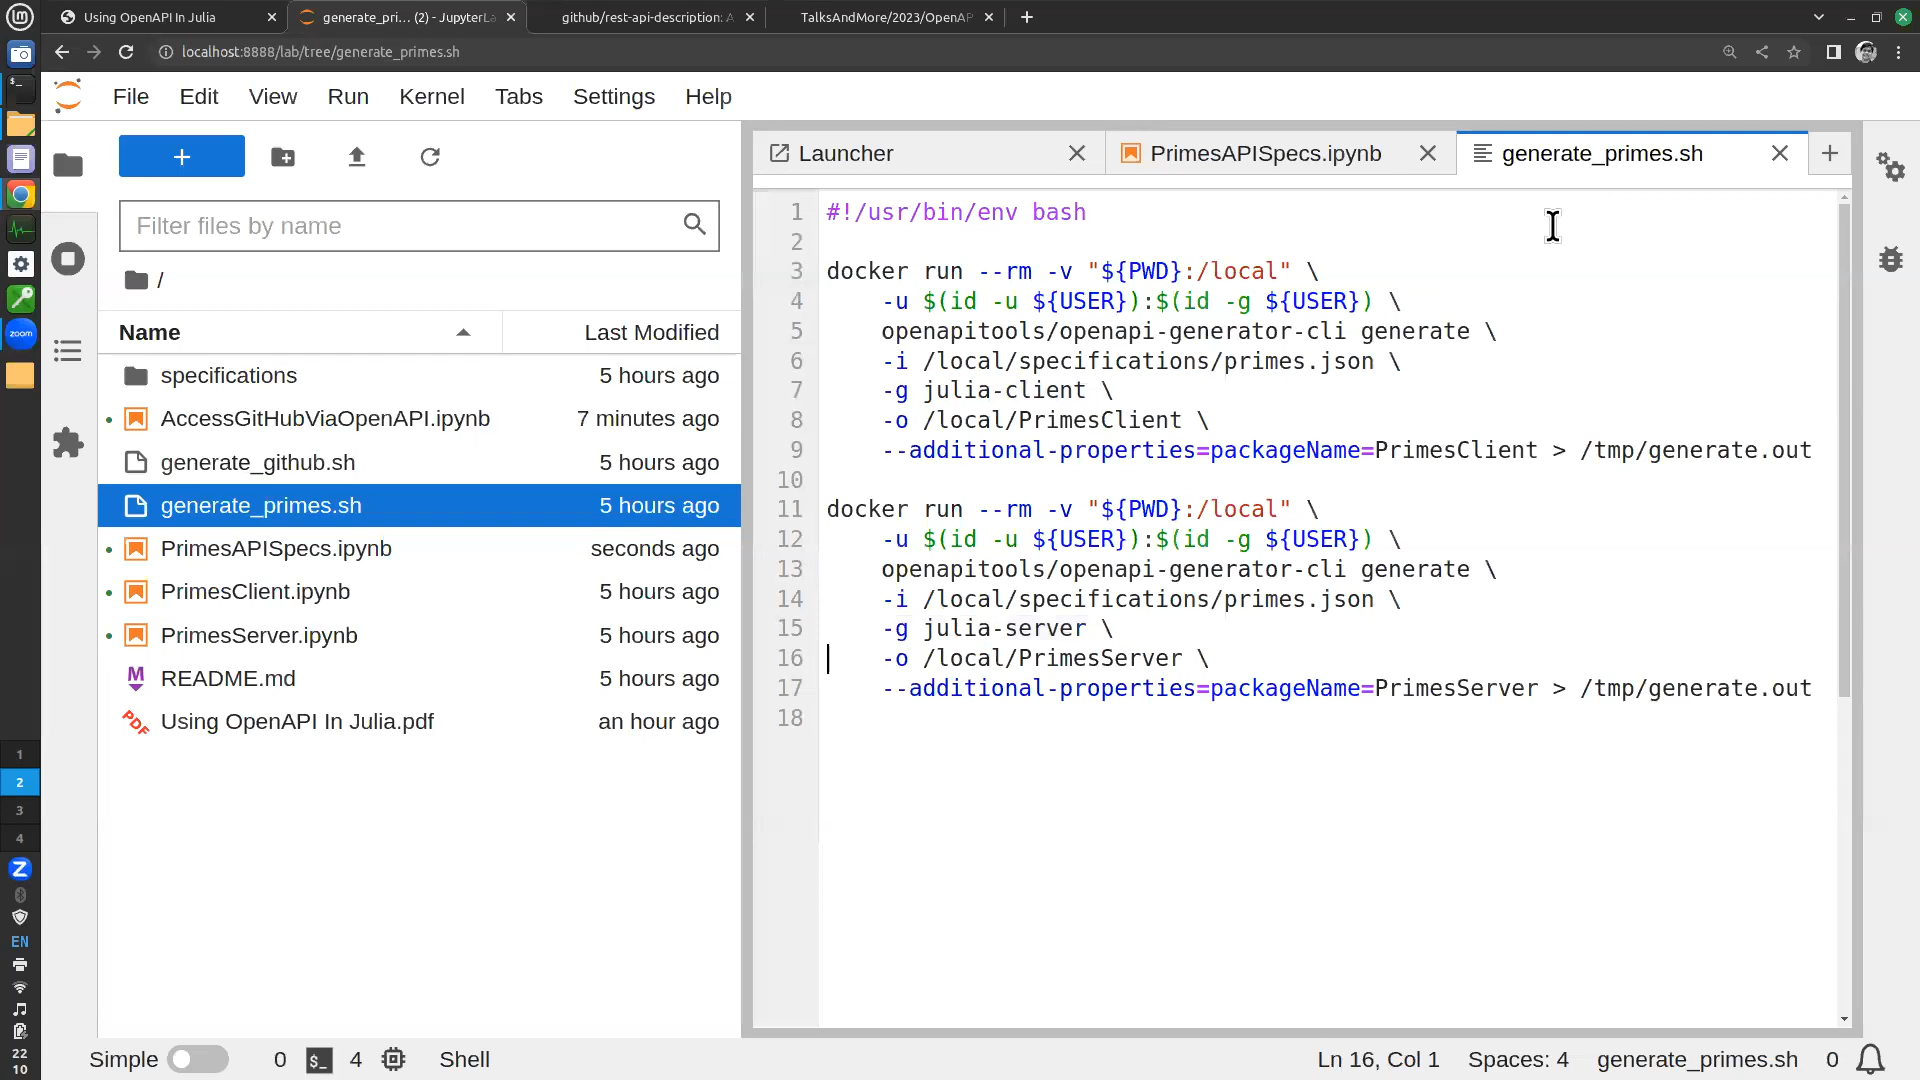 Using OpenAPI In Julia
generate_pri... (2) - JupyterLa
github/rest-api-description: A
TalksAndMore/2023/OpenAP
localhost:8888/lab/tree/generate_primes.sh
File Edit View Run Kernel Tabs Settings Help
Launcher
PrimesAPISpecs.ipynb
generate_primes.sh
Filter files by name
/
Name Last Modified
specifications 5 hours ago
AccessGitHubViaOpenAPI.ipynb 7 minutes ago
generate_github.sh 5 hours ago
generate_primes.sh 5 hours ago
PrimesAPISpecs.ipynb seconds ago
PrimesClient.ipynb 5 hours ago
PrimesServer.ipynb 5 hours ago
README.md 5 hours ago
Using OpenAPI In Julia.pdf an hour ago
1 #!/usr/bin/env bash
2
3 docker run --rm -v "${PWD}:/local" \
4 -u $(id -u ${USER}):$(id -g ${USER}) \
5 openapitools/openapi-generator-cli generate \
6 -i /local/specifications/primes.json \
7 -g julia-client \
8 -o /local/PrimesClient \
9 --additional-properties=packageName=PrimesClient > /tmp/generate.out
10
11 docker run --rm -v "${PWD}:/local" \
12 -u $(id -u ${USER}):$(id -g ${USER}) \
13 openapitools/openapi-generator-cli generate \
14 -i /local/specifications/primes.json \
15 -g julia-server \
16 -o /local/PrimesServer \
17 --additional-properties=packageName=PrimesServer > /tmp/generate.out
18
zoom
1
2
3
4
Z
EN
22
10
Simple 0 $_ 4 Shell
Ln 16, Col 1 Spaces: 4 generate_primes.sh 0